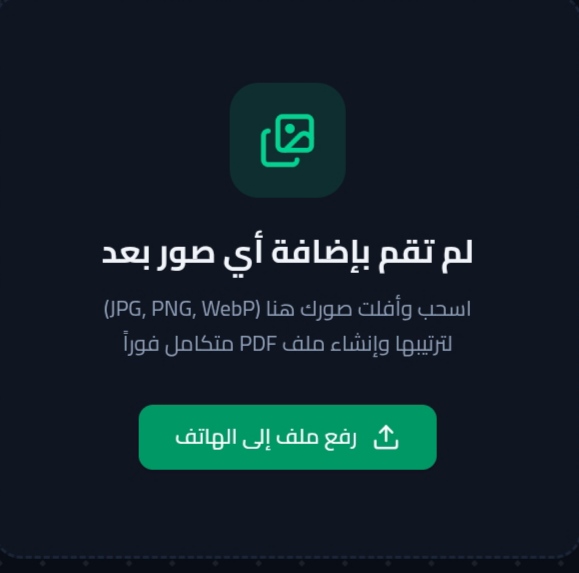 لم تقم بإضافة أي صور بعد
اسحب وأفلت صورك هنا (JPG, PNG, WebP)
لترتيبها وإنشاء ملف PDF متكامل فوراً
رفع ملف إلى الهاتف